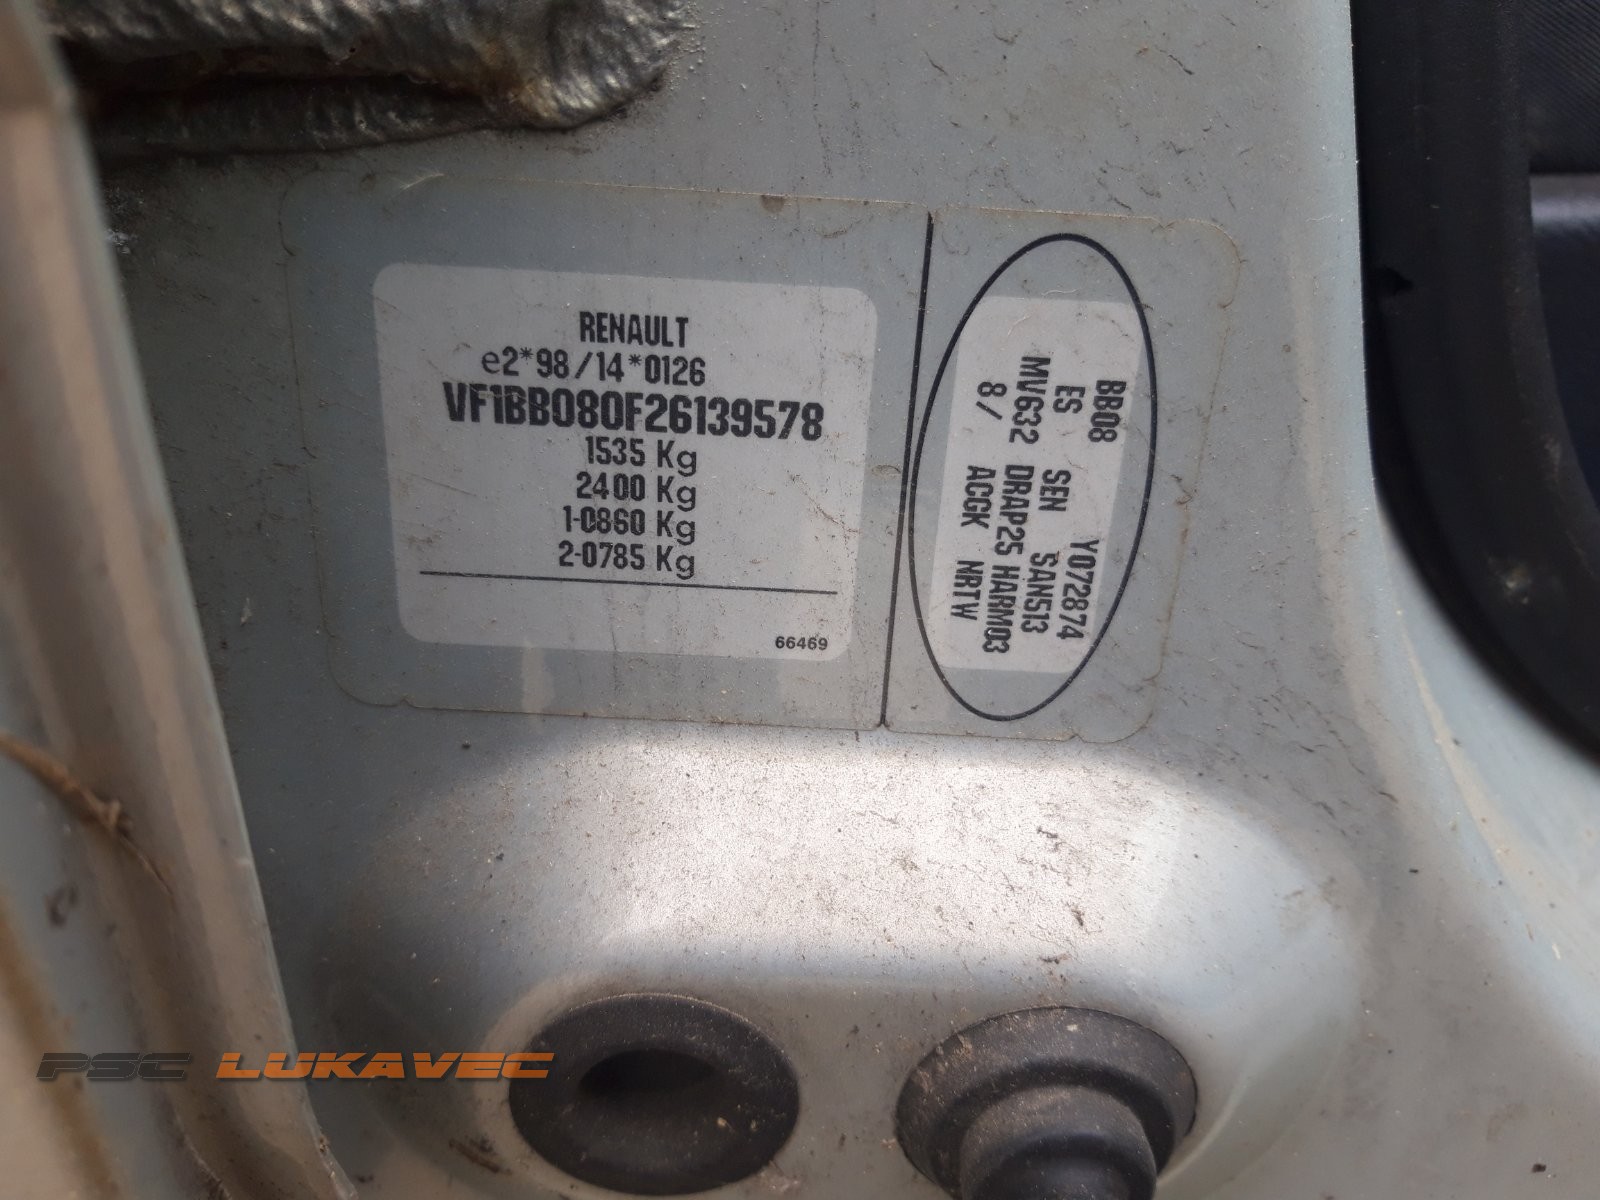 RENAULT
e2*98/14*0126
VF1BB080F26139578
1535 Kg
2400 Kg
1-0860 Kg
2-0785 Kg
66469
BB08 Y072874
ES SEN SAN513
MV632 DRAP25 HARM03
8/ ACGK NRTW
PSC LUKAVEC